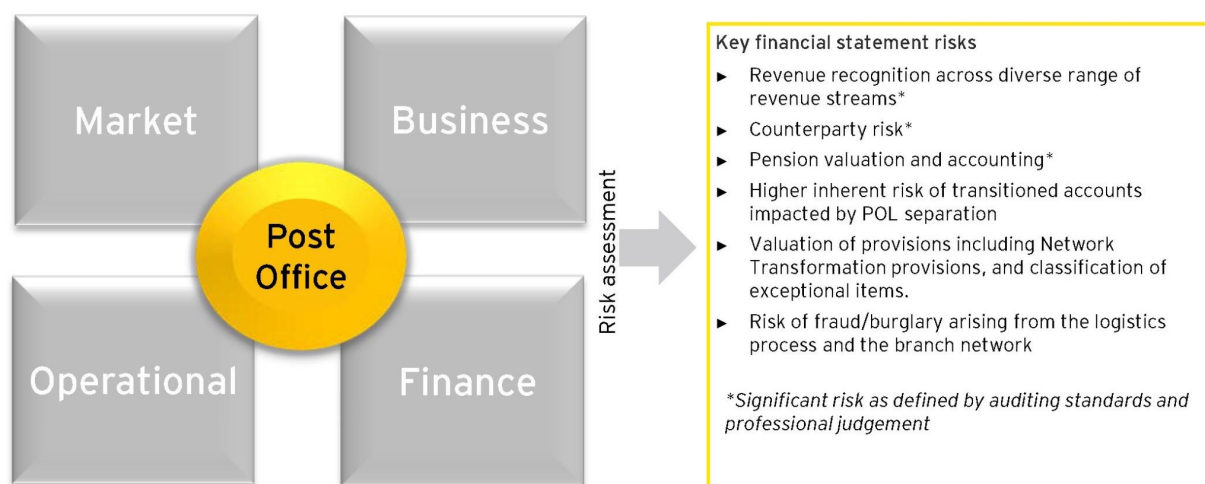 Market
Business
Post
Office
Operational
Finance
Risk assessment
Key financial statement risks
► Revenue recognition across diverse range of
revenue streams*
► Counterparty risk*
► Pension valuation and accounting*
► Higher inherent risk of transitioned accounts
impacted by POL separation
► Valuation of provisions including Network
Transformation provisions, and classification of
exceptional items.
► Risk of fraud/burglary arising from the logistics
process and the branch network
*Significant risk as defined by auditing standards and
professional judgement